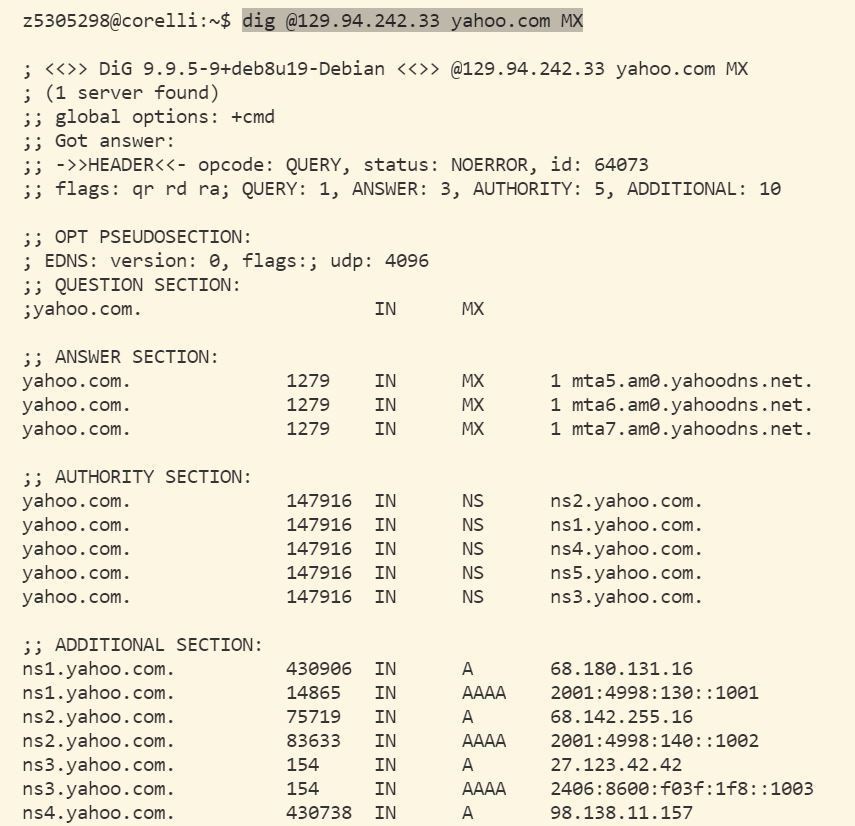 z5305298@corelli:~$ dig @129.94.242.33 yahoo.com MX
; <<>> DiG 9.9.5-9+deb8u19-Debian <<>> @129.94.242.33 yahoo.com MX
; (1 server found)
;; global options: +cmd
;; Got answer:
;; ->>HEADER<<- opcode: QUERY, status: NOERROR, id: 64073
;; flags: qr rd ra; QUERY: 1, ANSWER: 3, AUTHORITY: 5, ADDITIONAL: 10
;; OPT PSEUDOSECTION:
; EDNS: version: 0, flags:; udp: 4096
;; QUESTION SECTION:
;yahoo.com. IN MX
;; ANSWER SECTION:
yahoo.com. 1279 IN MX 1 mta5.am0.yahoodns.net.
yahoo.com. 1279 IN MX 1 mta6.am0.yahoodns.net.
yahoo.com. 1279 IN MX 1 mta7.am0.yahoodns.net.
;; AUTHORITY SECTION:
yahoo.com. 147916 IN NS ns2.yahoo.com.
yahoo.com. 147916 IN NS ns1.yahoo.com.
yahoo.com. 147916 IN NS ns4.yahoo.com.
yahoo.com. 147916 IN NS ns5.yahoo.com.
yahoo.com. 147916 IN NS ns3.yahoo.com.
;; ADDITIONAL SECTION:
ns1.yahoo.com. 430906 IN A 68.180.131.16
ns1.yahoo.com. 14865 IN AAAA 2001:4998:130::1001
ns2.yahoo.com. 75719 IN A 68.142.255.16
ns2.yahoo.com. 83633 IN AAAA 2001:4998:140::1002
ns3.yahoo.com. 154 IN A 27.123.42.42
ns3.yahoo.com. 154 IN AAAA 2406:8600:f03f:1f8::1003
ns4.yahoo.com. 430738 IN A 98.138.11.157